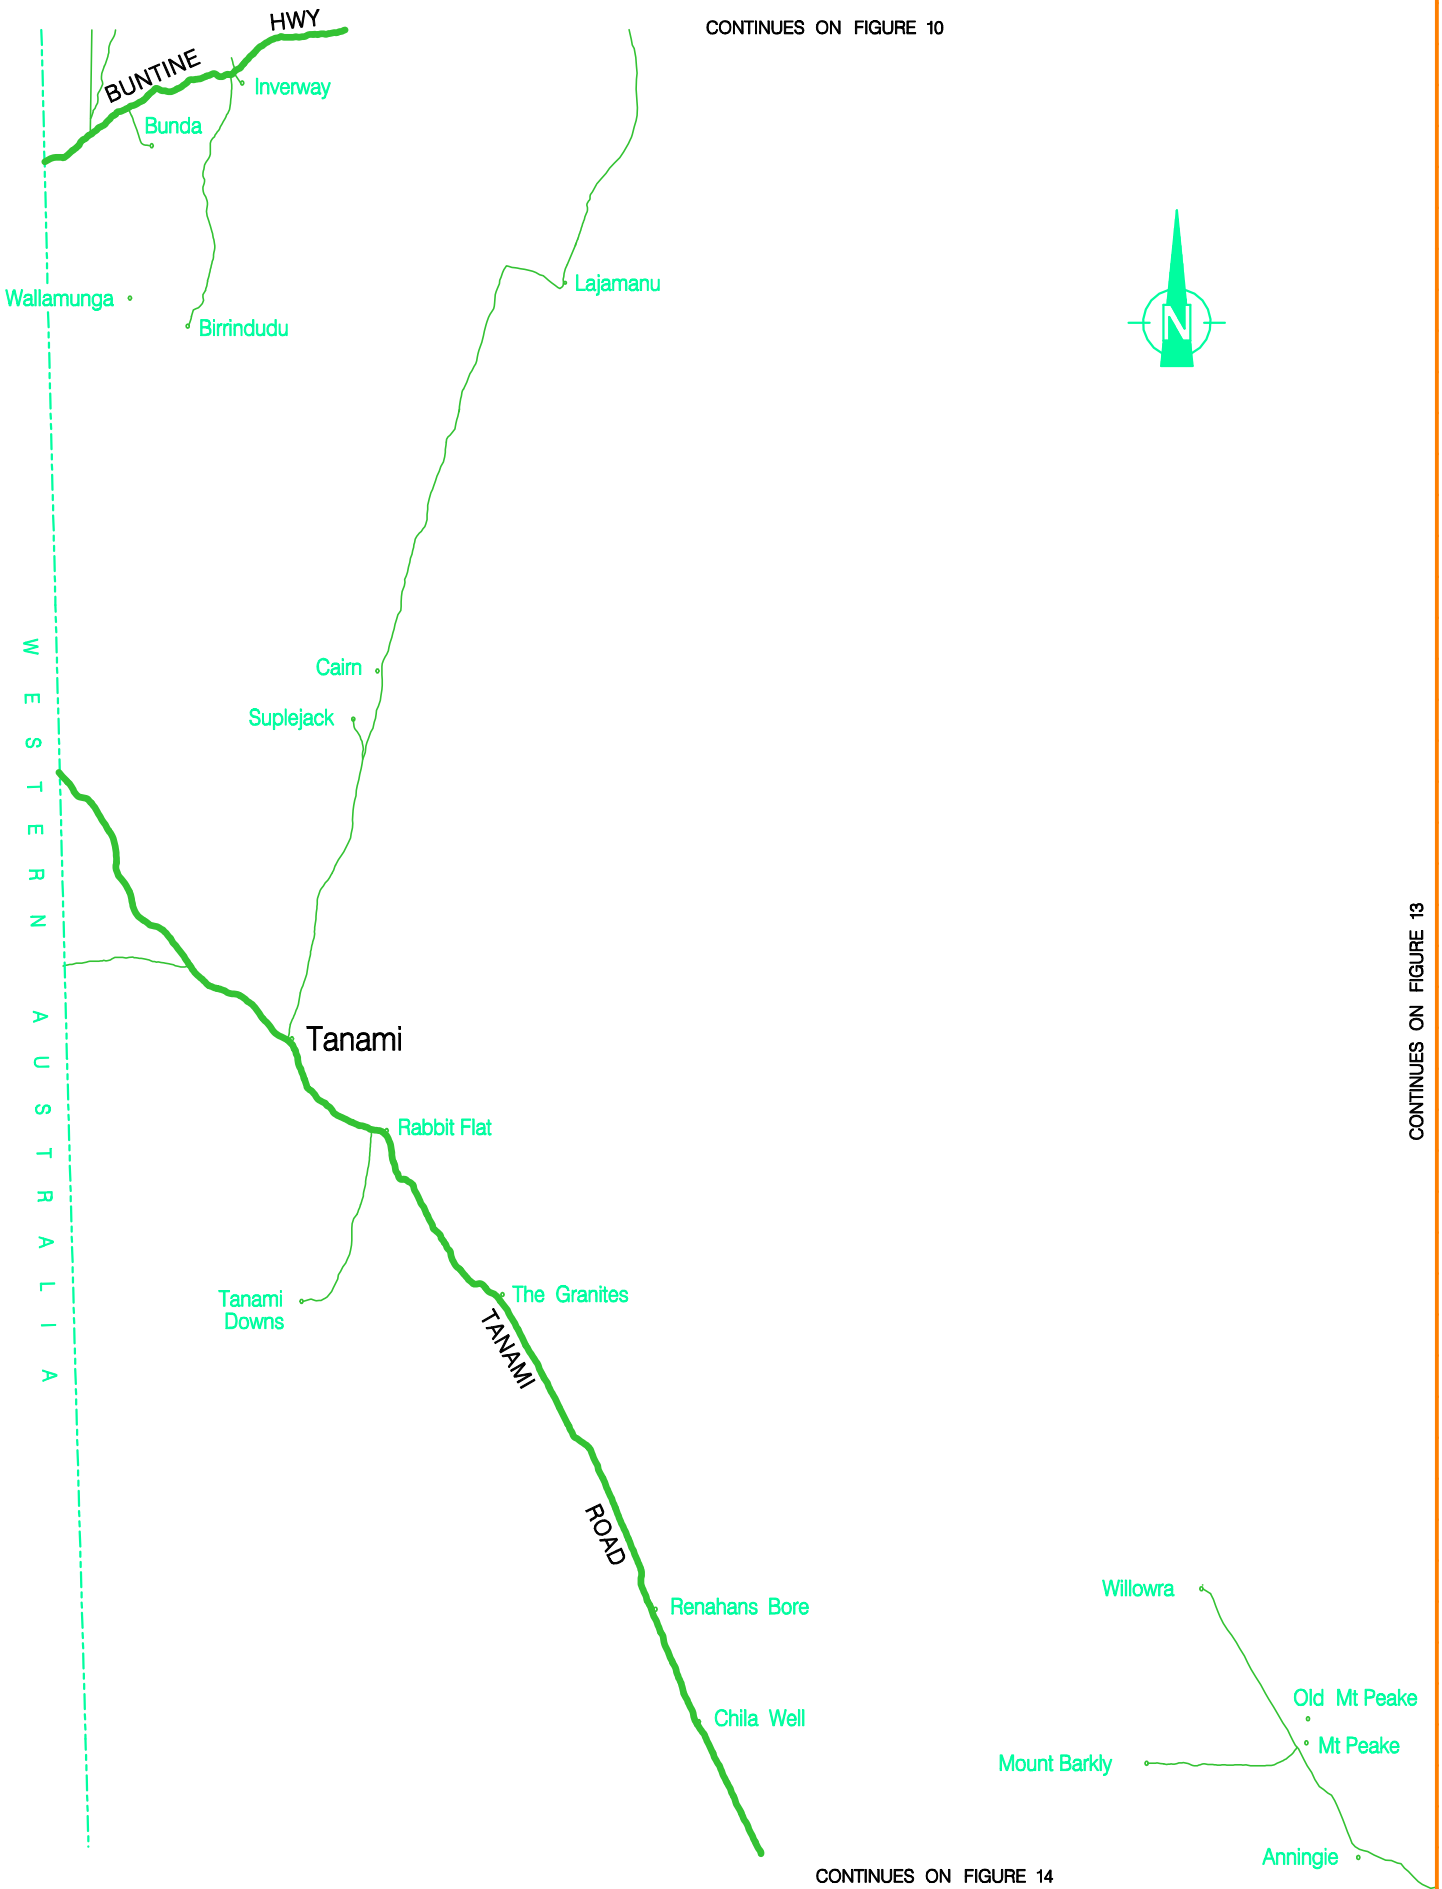 HWY
CONTINUES ON FIGURE 10
BUNTINE
Inverway
Bunda
Lajamanu
Wallamunga
Birrindudu
N
WESTERN AUSTRALIA
Cairn
Suplejack
CONTINUES ON FIGURE 13
Tanami
Rabbit Flat
The Granites
Tanami
Downs
TANAMI
ROAD
Willowra
Renahans Bore
Old Mt Peake
Chila Well
Mt Peake
Mount Barkly
Anningie
CONTINUES ON FIGURE 14